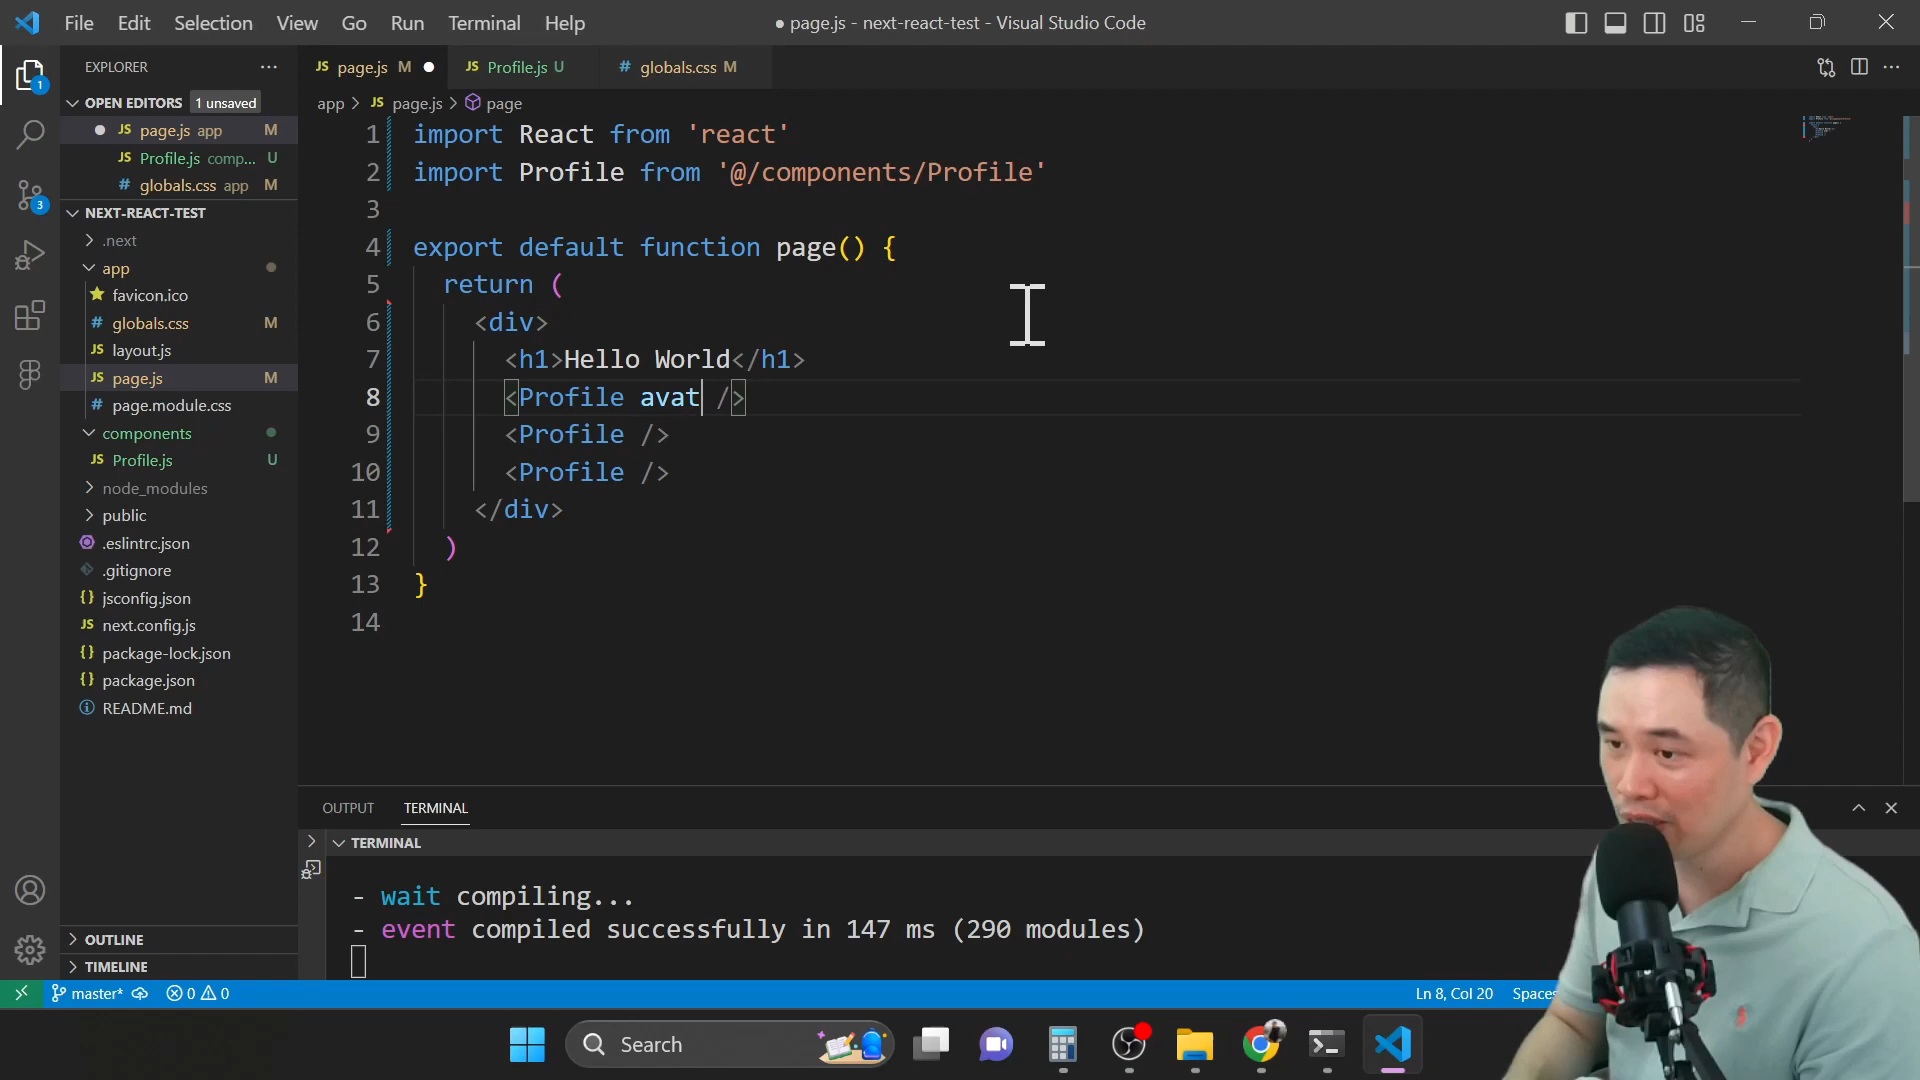 File Edit Selection View Go Run Terminal Help
● page.js - next-react-test - Visual Studio Code
EXPLORER
JS page.js M
JS Profile.js U
# globals.css M
OPEN EDITORS 1 unsaved
JS page.js app M
JS Profile.js comp... U
# globals.css app M
NEXT-REACT-TEST
.next
app
favicon.ico
# globals.css M
JS layout.js
JS page.js M
# page.module.css
components
JS Profile.js U
node_modules
public
.eslintrc.json
.gitignore
{} jsconfig.json
JS next.config.js
{} package-lock.json
{} package.json
README.md
OUTLINE
TIMELINE
1
3
app > JS page.js > page
1 import React from 'react'
2 import Profile from '@/components/Profile'
3
4 export default function page() {
5 return (
6 <div>
7 <h1>Hello World</h1>
8 <Profile avat />
9 <Profile />
10 <Profile />
11 </div>
12 )
13 }
14
OUTPUT TERMINAL
TERMINAL
- wait compiling...
- event compiled successfully in 147 ms (290 modules)
master* 0 0
Ln 8, Col 20 Spaces
Search